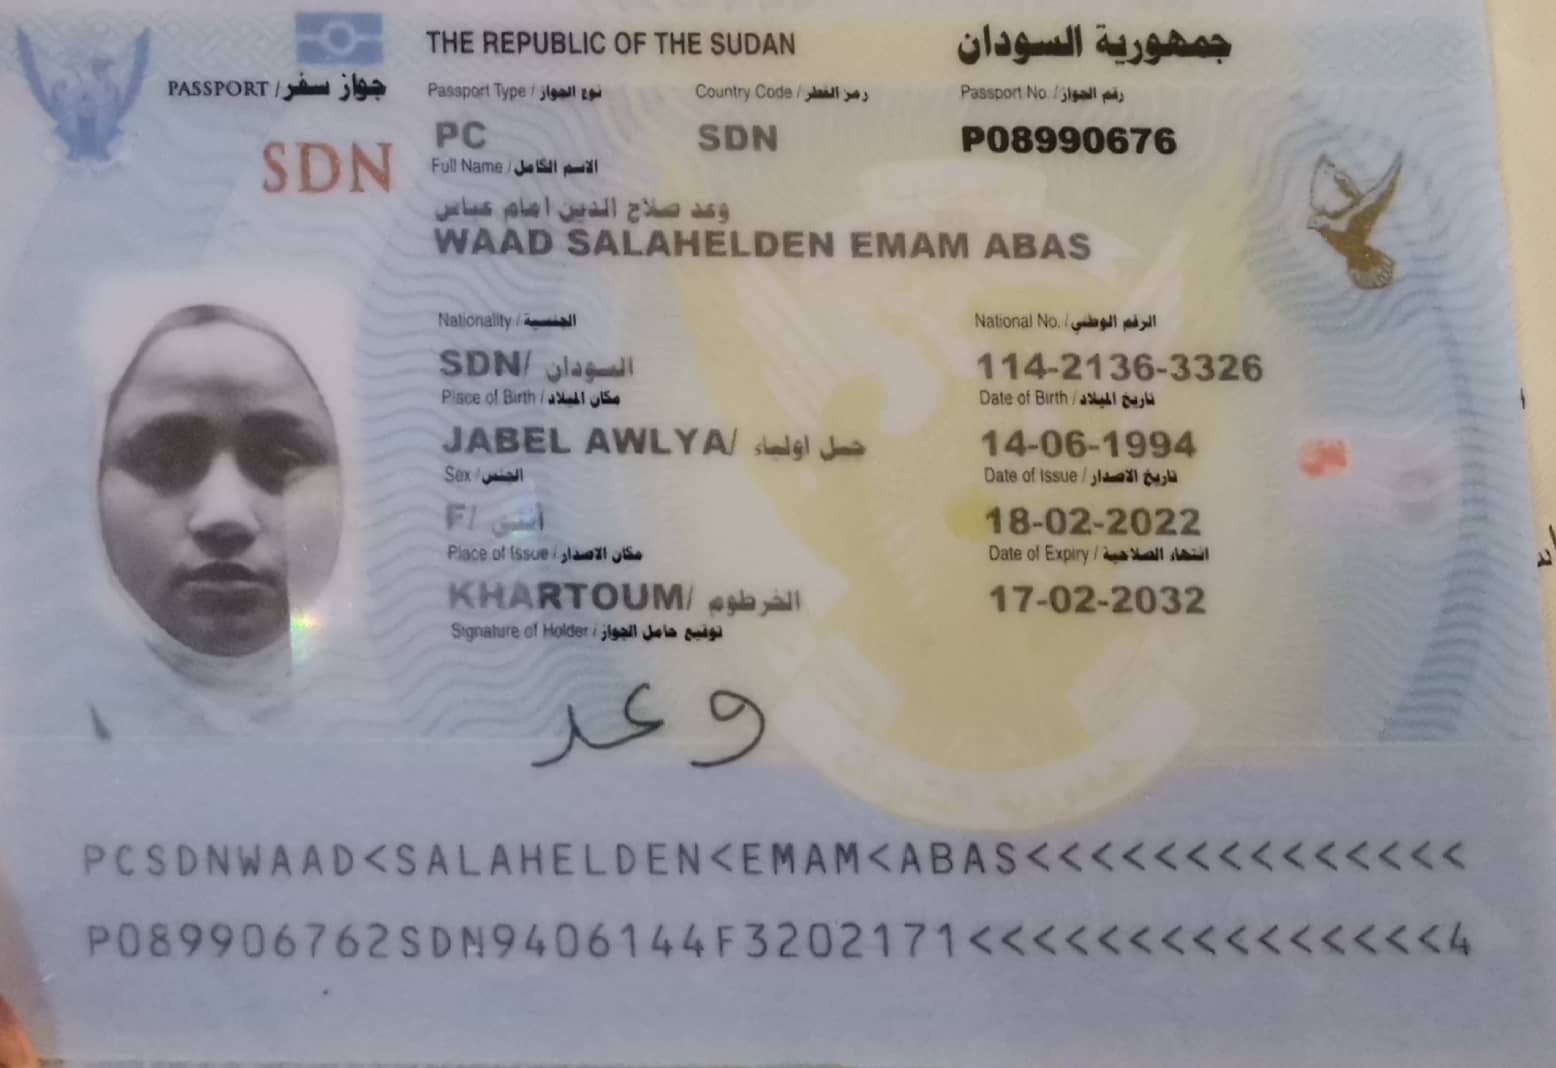 THE REPUBLIC OF THE SUDAN جمهورية السودان
PASSPORT / جواز سفر
Passport Type / نوع الجواز Country Code / رمز القطر Passport No. / رقم الجواز
PC SDN P08990676
SDN
Full Name / الاسم الكامل
وعد صلاح الدين امام عباس
WAAD SALAHELDEN EMAM ABAS
Nationality / الجنسية National No. / الرقم الوطني
SDN/ السودان 114-2136-3326
Place of Birth / مكان الميلاد Date of Birth / تاريخ الميلاد
JABEL AWLYA/ جبل اولياء 14-06-1994
Sex / الجنس Date of Issue / تاريخ الاصدار
F/ أنثى 18-02-2022
Place of Issue / مكان الاصدار Date of Expiry / انتهاء الصلاحية
KHARTOUM/ الخرطوم 17-02-2032
Signature of Holder / توقيع حامل الجواز
وعد
PCSDNWAAD<SALAHELDEN<EMAM<ABAS<<<<<<<<<<<<<<
P089906762SDN9406144F3202171<<<<<<<<<<<<<<<4